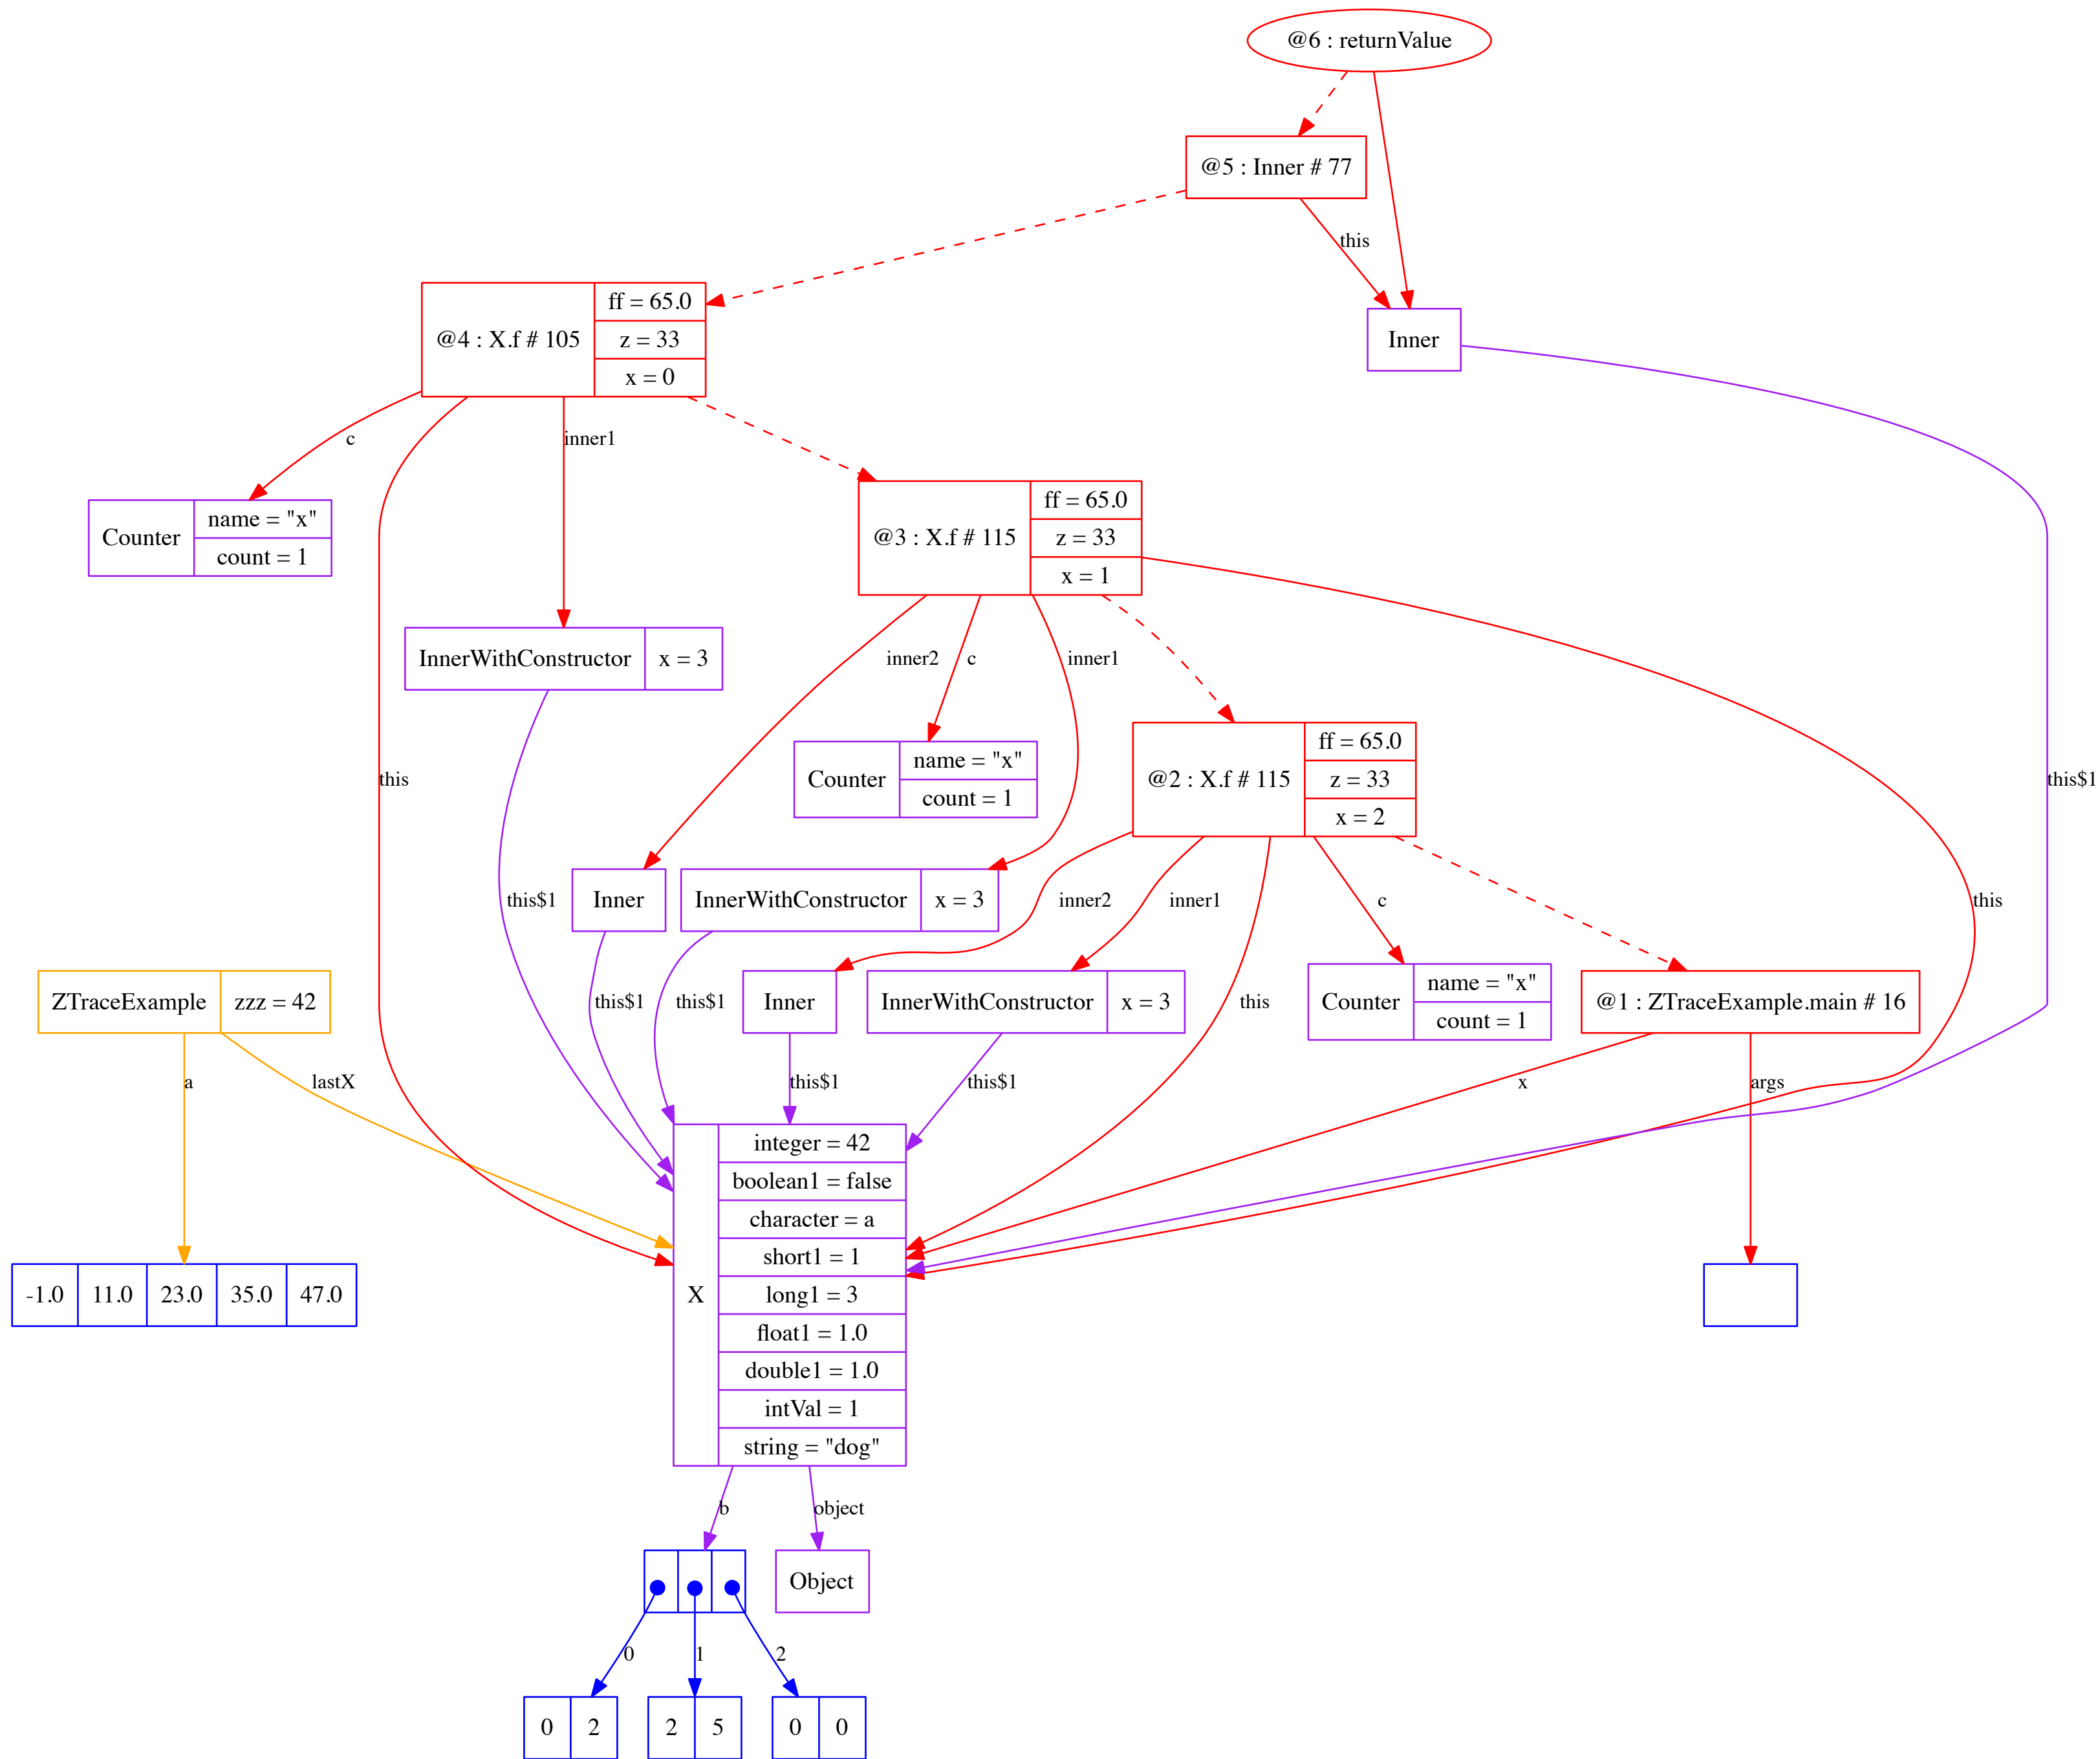 @6 : returnValue
@5 : Inner # 77
this
@4 : X.f # 105
ff = 65.0
z = 33
x = 0
Inner
c
inner1
Counter
name = "x"
count = 1
@3 : X.f # 115
ff = 65.0
z = 33
x = 1
InnerWithConstructor
x = 3
inner2
c
inner1
this
Counter
name = "x"
count = 1
@2 : X.f # 115
ff = 65.0
z = 33
x = 2
this$1
this$1
Inner
InnerWithConstructor
x = 3
inner2
inner1
c
this
ZTraceExample
zzz = 42
this$1
this$1
Inner
InnerWithConstructor
x = 3
this
Counter
name = "x"
count = 1
@1 : ZTraceExample.main # 16
a
lastX
this$1
this$1
x
args
-1.0
11.0
23.0
35.0
47.0
X
integer = 42
boolean1 = false
character = a
short1 = 1
long1 = 3
float1 = 1.0
double1 = 1.0
intVal = 1
string = "dog"
b
object
Object
0
1
2
0
2
2
5
0
0